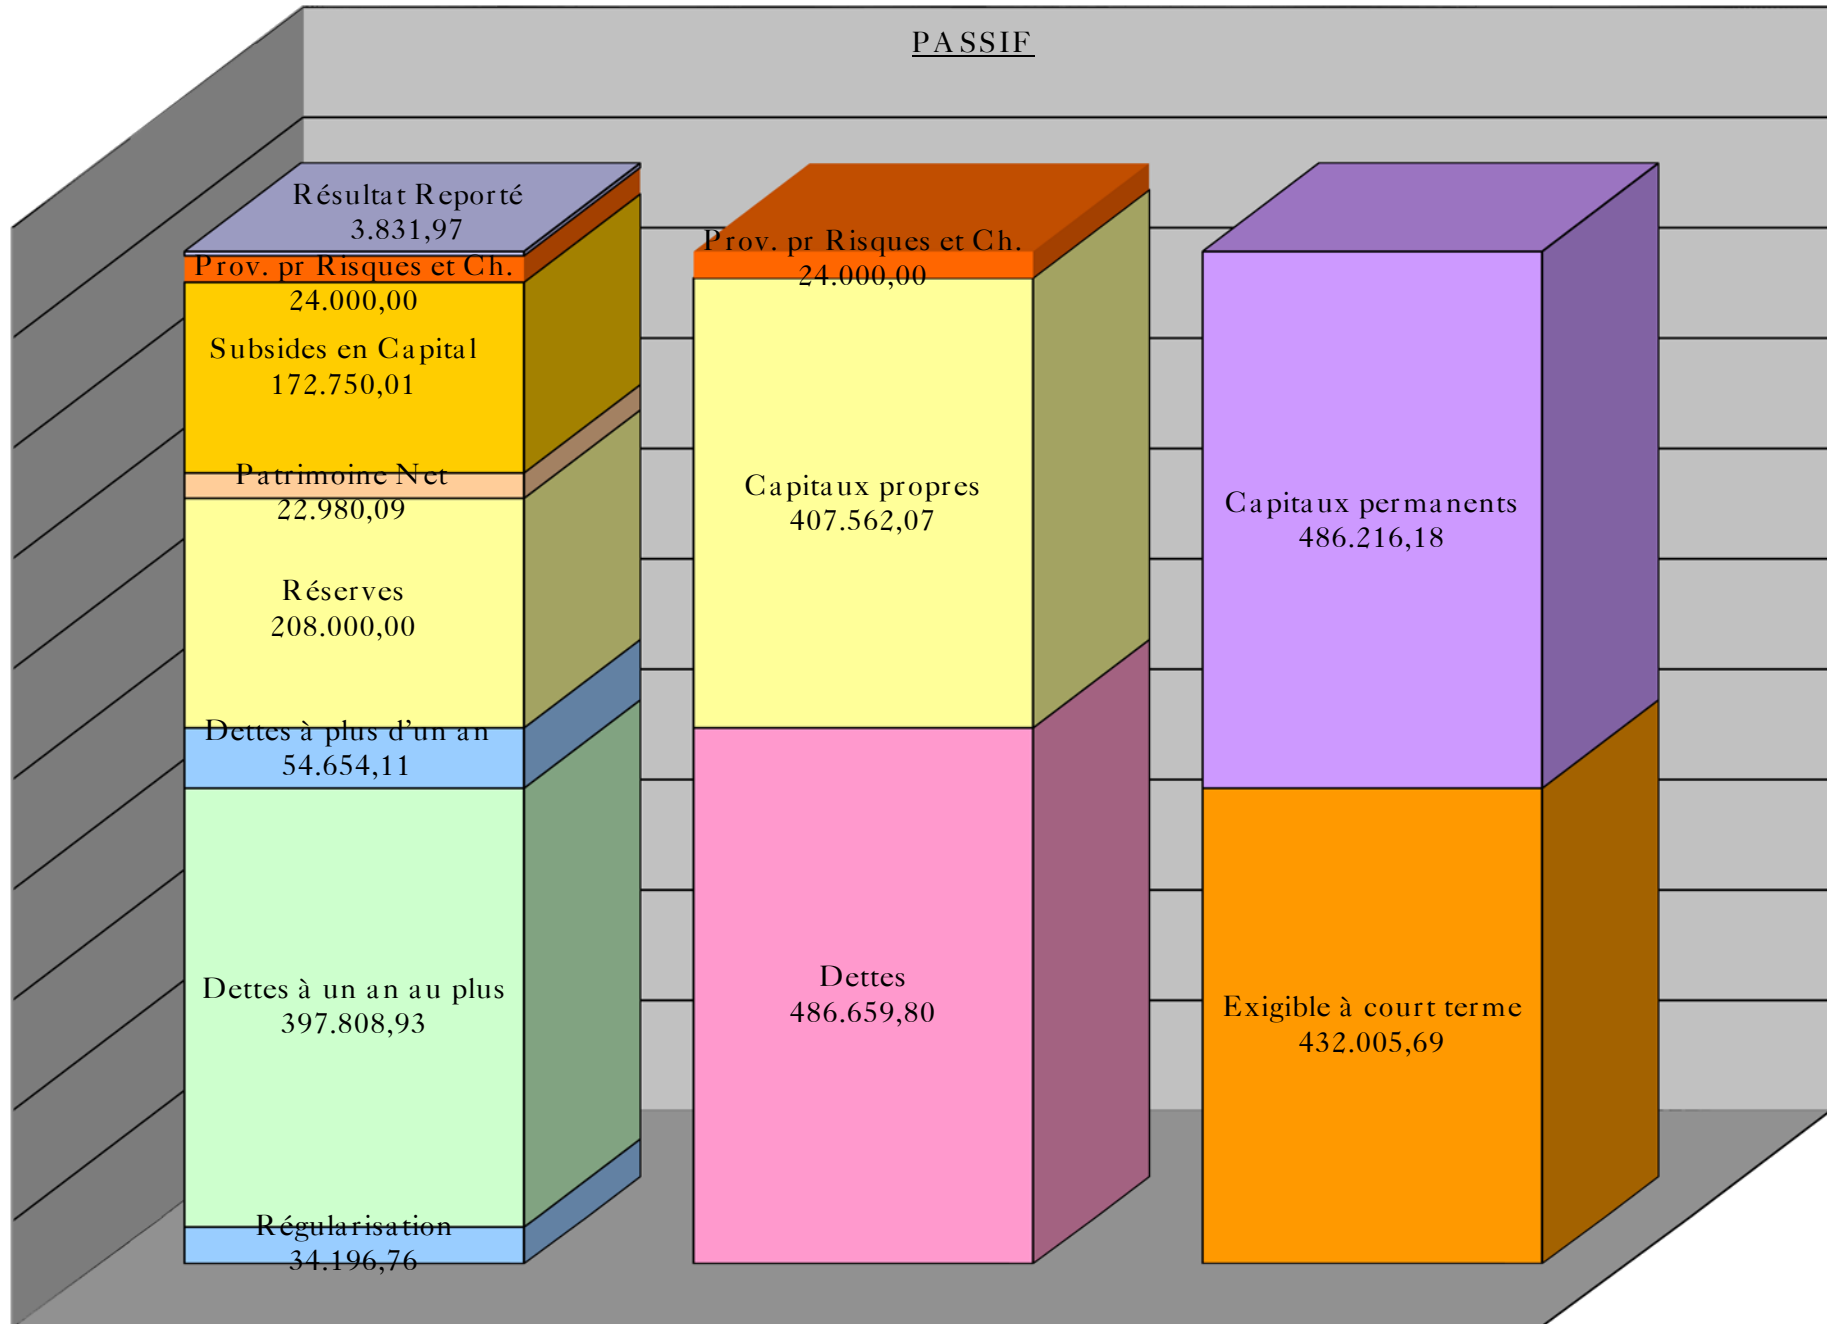 PASSIF
Résultat Reporté
3.831,97
Prov. pr Risques et Ch.
24.000,00
Subsides en Capital
172.750,01
Patrimoine Net
22.980,09
Réserves
208.000,00
Dettes à plus d'un an
54.654,11
Dettes à un an au plus
397.808,93
Régularisation
34.196,76
Prov. pr Risques et Ch.
24.000,00
Capitaux propres
407.562,07
Dettes
486.659,80
Capitaux permanents
486.216,18
Exigible à court terme
432.005,69